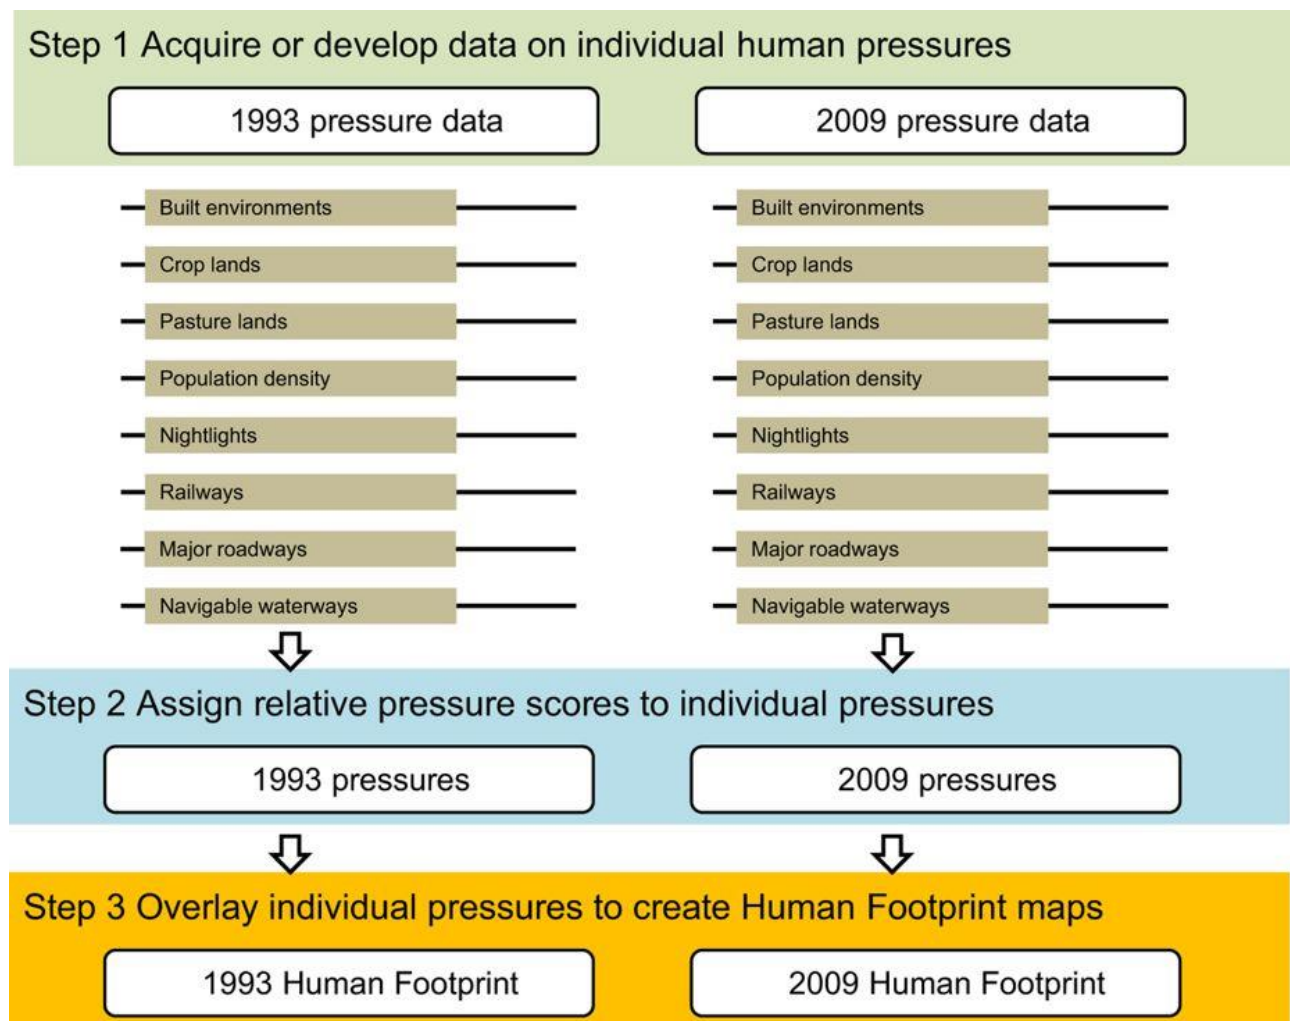 Step 1 Acquire or develop data on individual human pressures
1993 pressure data
2009 pressure data
Built environments
Crop lands
Pasture lands
Population density
Nightlights
Railways
Major roadways
Navigable waterways
Built environments
Crop lands
Pasture lands
Population density
Nightlights
Railways
Major roadways
Navigable waterways
Step 2 Assign relative pressure scores to individual pressures
1993 pressures
2009 pressures
Step 3 Overlay individual pressures to create Human Footprint maps
1993 Human Footprint
2009 Human Footprint